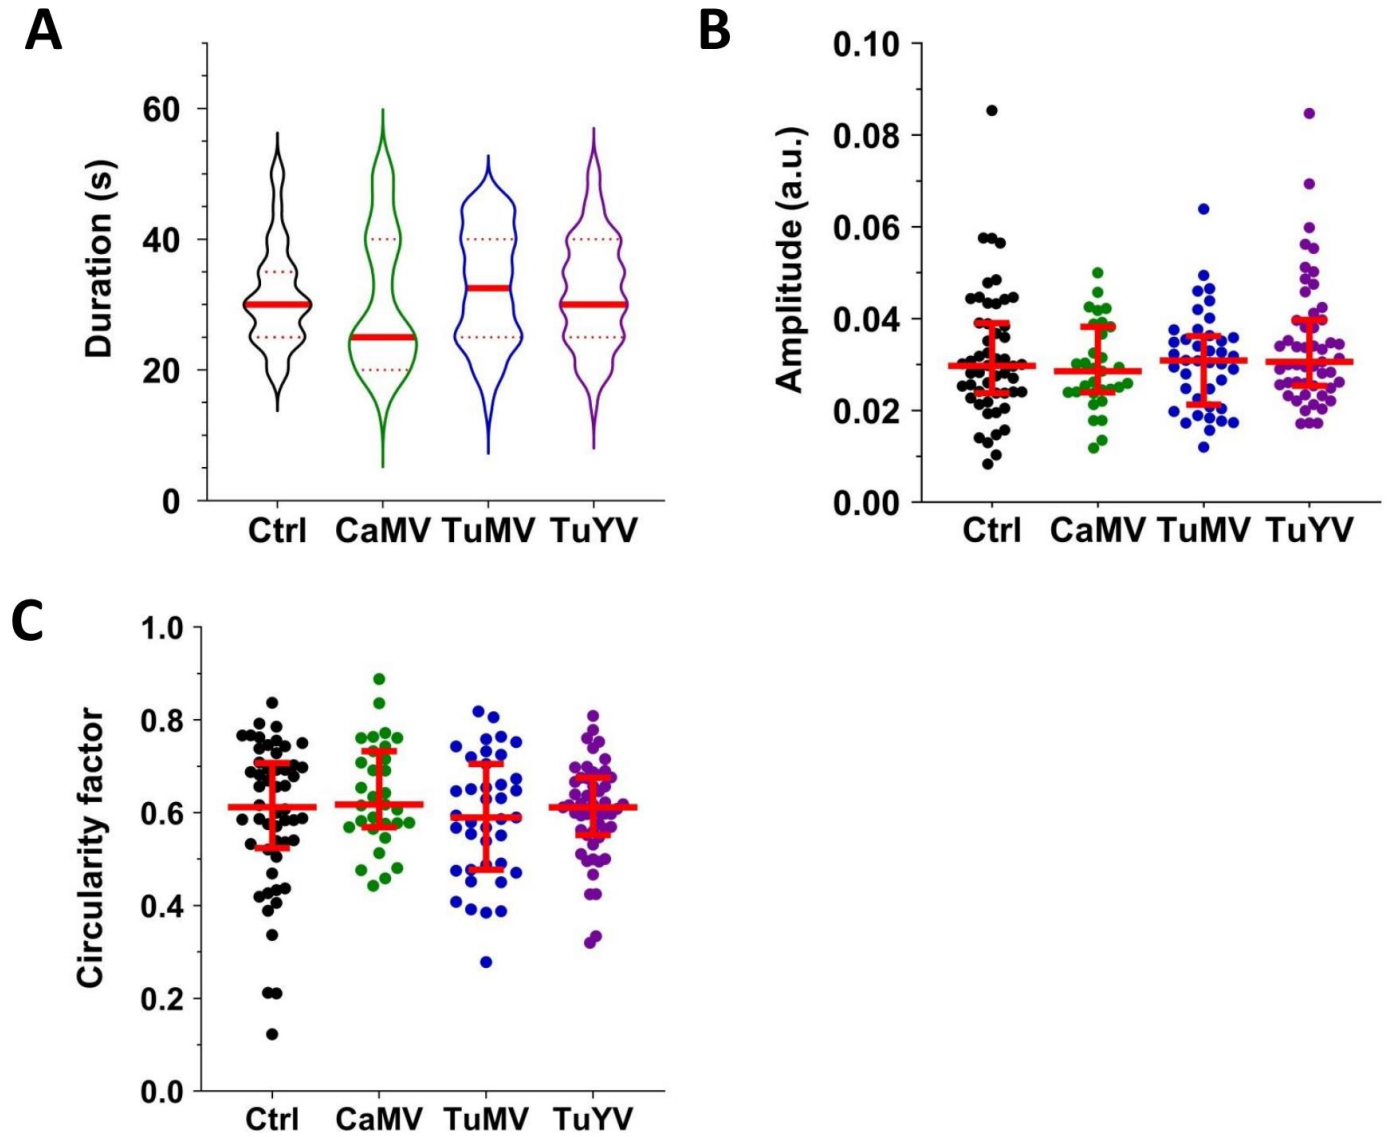 A
Duration (s)
60
40
20
0
Ctrl CaMV TuMV TuYV
B
Amplitude (a.u.)
0.10
0.08
0.06
0.04
0.02
0.00
Ctrl CaMV TuMV TuYV
C
Circularity factor
1.0
0.8
0.6
0.4
0.2
0.0
Ctrl CaMV TuMV TuYV